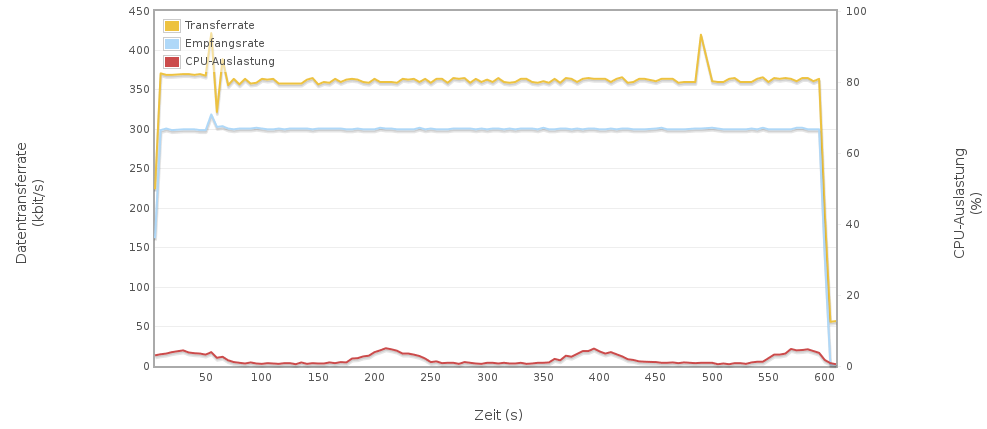 450
400
350
300
250
200
150
100
50
0
Datentransferrate
(kbit/s)
Transferrate
Empfangsrate
CPU-Auslastung
100
80
60
40
20
0
CPU-Auslastung
(%)
50 100 150 200 250 300 350 400 450 500 550 600
Zeit (s)